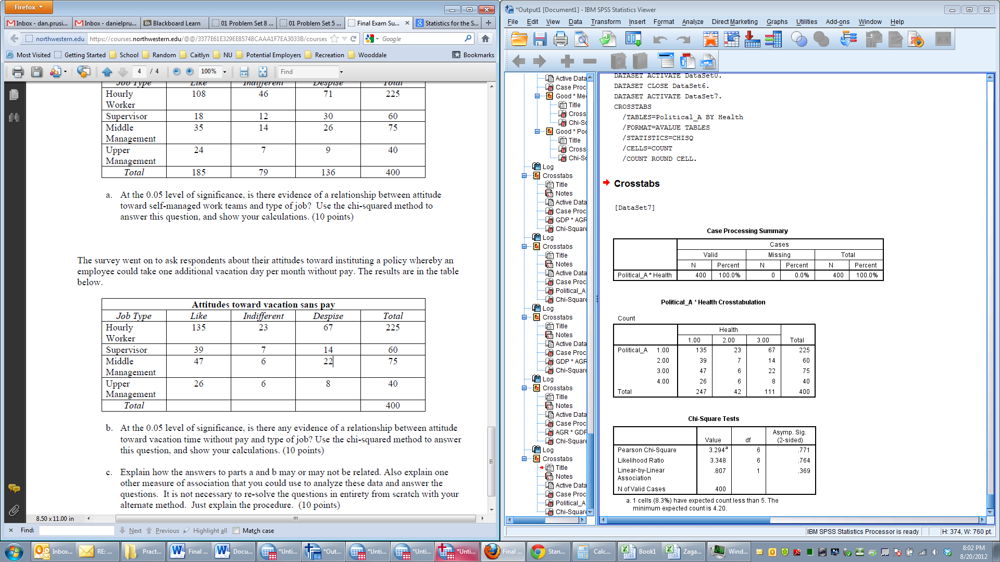 Firefox
Inbox - dan.prusi...
Inbox - danielpru...
Bb Blackboard Learn
01 Problem Set 8 ...
01 Problem Set 5 ...
Final Exam Su...
Statistics for the S...
northwestern.edu
https://courses.northwestern.edu/@@/3377E61E329EE85748CAAA1F7EA3033B/courses
Google
Most Visited
Getting Started
School
Random
Caitlyn
NU
Potential Employers
Recreation
Wooddale
Bookmarks
4 / 4
100%
Find
Job Type Like Indifferent Despise Total
Hourly Worker 108 46 71 225
Supervisor 18 12 30 60
Middle Management 35 14 26 75
Upper Management 24 7 9 40
Total 185 79 136 400
a. At the 0.05 level of significance, is there evidence of a relationship between attitude
toward self-managed work teams and type of job? Use the chi-squared method to
answer this question, and show your calculations. (10 points)
The survey went on to ask respondents about their attitudes toward instituting a policy whereby an
employee could take one additional vacation day per month without pay. The results are in the table
below.
Attitudes toward vacation sans pay
Job Type Like Indifferent Despise Total
Hourly Worker 135 23 67 225
Supervisor 39 7 14 60
Middle Management 47 6 22 75
Upper Management 26 6 8 40
Total 400
b. At the 0.05 level of significance, is there any evidence of a relationship between attitude
toward vacation time without pay and type of job? Use the chi-squared method to answer
this question, and show your calculations. (10 points)
c. Explain how the answers to parts a and b may or may not be related. Also explain one
other measure of association that you could use to analyze these data and answer the
questions. It is not necessary to re-solve the questions in entirety from scratch with your
alternate method. Just explain the procedure. (10 points)
8.50 x 11.00 in
Find: Next Previous Highlight all Match case
*Output1 [Document1] - IBM SPSS Statistics Viewer
File Edit View Data Transform Insert Format Analyze Direct Marketing Graphs Utilities Add-ons Window Help
Active Data
Case Proc
Good * Me
Title
Cross
Chi-S
Good * Poo
Title
Cross
Chi-S
Log
Crosstabs
Title
Notes
Active Data
Case Proc
GDP * AGR
Chi-Square
Log
Crosstabs
Title
Notes
Active Data
Case Proc
Political_A
Chi-Square
Log
Crosstabs
Title
Notes
Active Data
Case Proc
GDP * AGR
Chi-Square
Log
Crosstabs
Title
Notes
Active Data
Case Proc
AGR * GDF
Chi-Square
Log
Crosstabs
Title
Notes
Active Data
Case Proc
Political_A
Chi-Square
DATASET ACTIVATE DataSet0.
DATASET CLOSE DataSet6.
DATASET ACTIVATE DataSet7.
CROSSTABS
/TABLES=Political_A BY Health
/FORMAT=AVALUE TABLES
/STATISTICS=CHISQ
/CELLS=COUNT
/COUNT ROUND CELL.
Crosstabs
[DataSet7]
Case Processing Summary
Cases
Valid Missing Total
N Percent N Percent N Percent
Political_A * Health 400 100.0% 0 0.0% 400 100.0%
Political_A * Health Crosstabulation
Count
Health
1.00 2.00 3.00 Total
Political_A 1.00 135 23 67 225
2.00 39 7 14 60
3.00 47 6 22 75
4.00 26 6 8 40
Total 247 42 111 400
Chi-Square Tests
Value df Asymp. Sig. (2-sided)
Pearson Chi-Square 3.294a 6 .771
Likelihood Ratio 3.348 6 .764
Linear-by-Linear Association .807 1 .369
N of Valid Cases 400
a. 1 cells (8.3%) have expected count less than 5. The
minimum expected count is 4.20.
IBM SPSS Statistics Processor is ready
H: 374, W: 760 pt.
Inbox...
RE: ...
Pract...
Final ...
Docu...
*Unti...
*Out...
*Unti...
*Unti...
*Unti...
Final ...
Stan...
Calc...
Book1
Zaga...
Wind...
8:02 PM
8/20/2012